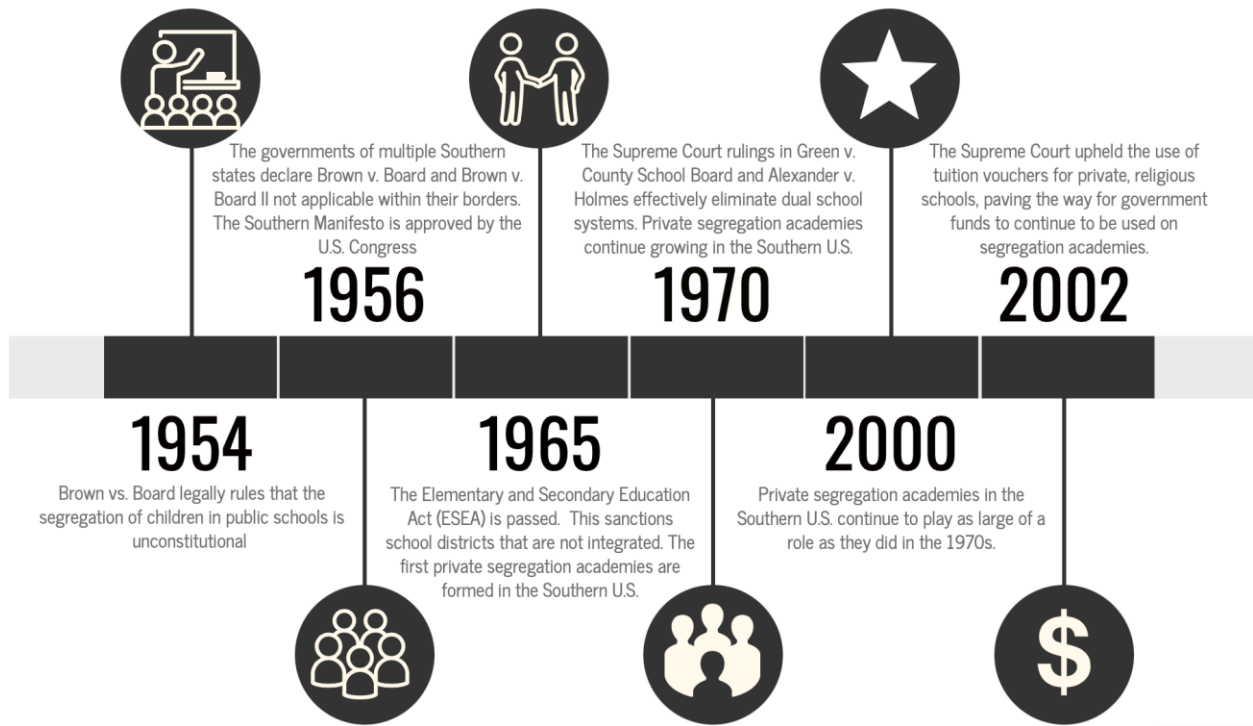 The governments of multiple Southern
states declare Brown v. Board and Brown v.
Board II not applicable within their borders.
The Southern Manifesto is approved by the
U.S. Congress
1956
The Supreme Court rulings in Green v.
County School Board and Alexander v.
Holmes effectively eliminate dual school
systems. Private segregation academies
continue growing in the Southern U.S.
1970
The Supreme Court upheld the use of
tuition vouchers for private, religious
schools, paving the way for government
funds to continue to be used on
segregation academies.
2002
1954
Brown vs. Board legally rules that the
segregation of children in public schools is
unconstitutional
1965
The Elementary and Secondary Education
Act (ESEA) is passed. This sanctions
school districts that are not integrated. The
first private segregation academies are
formed in the Southern U.S.
2000
Private segregation academies in the
Southern U.S. continue to play as large of a
role as they did in the 1970s.
$